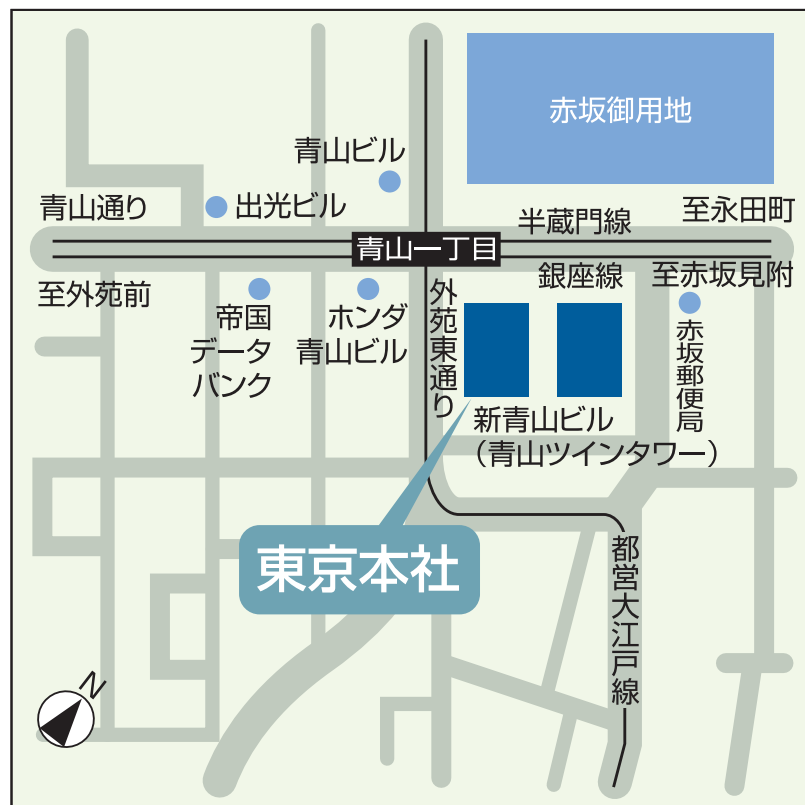 赤坂御用地
青山ビル
青山通り
出光ビル
半蔵門線
至永田町
青山一丁目
至外苑前
銀座線
至赤坂見附
帝国
データ
バンク
ホンダ
青山ビル
外苑東通り
赤坂郵便局
新青山ビル
（青山ツインタワー）
東京本社
都営大江戸線
N